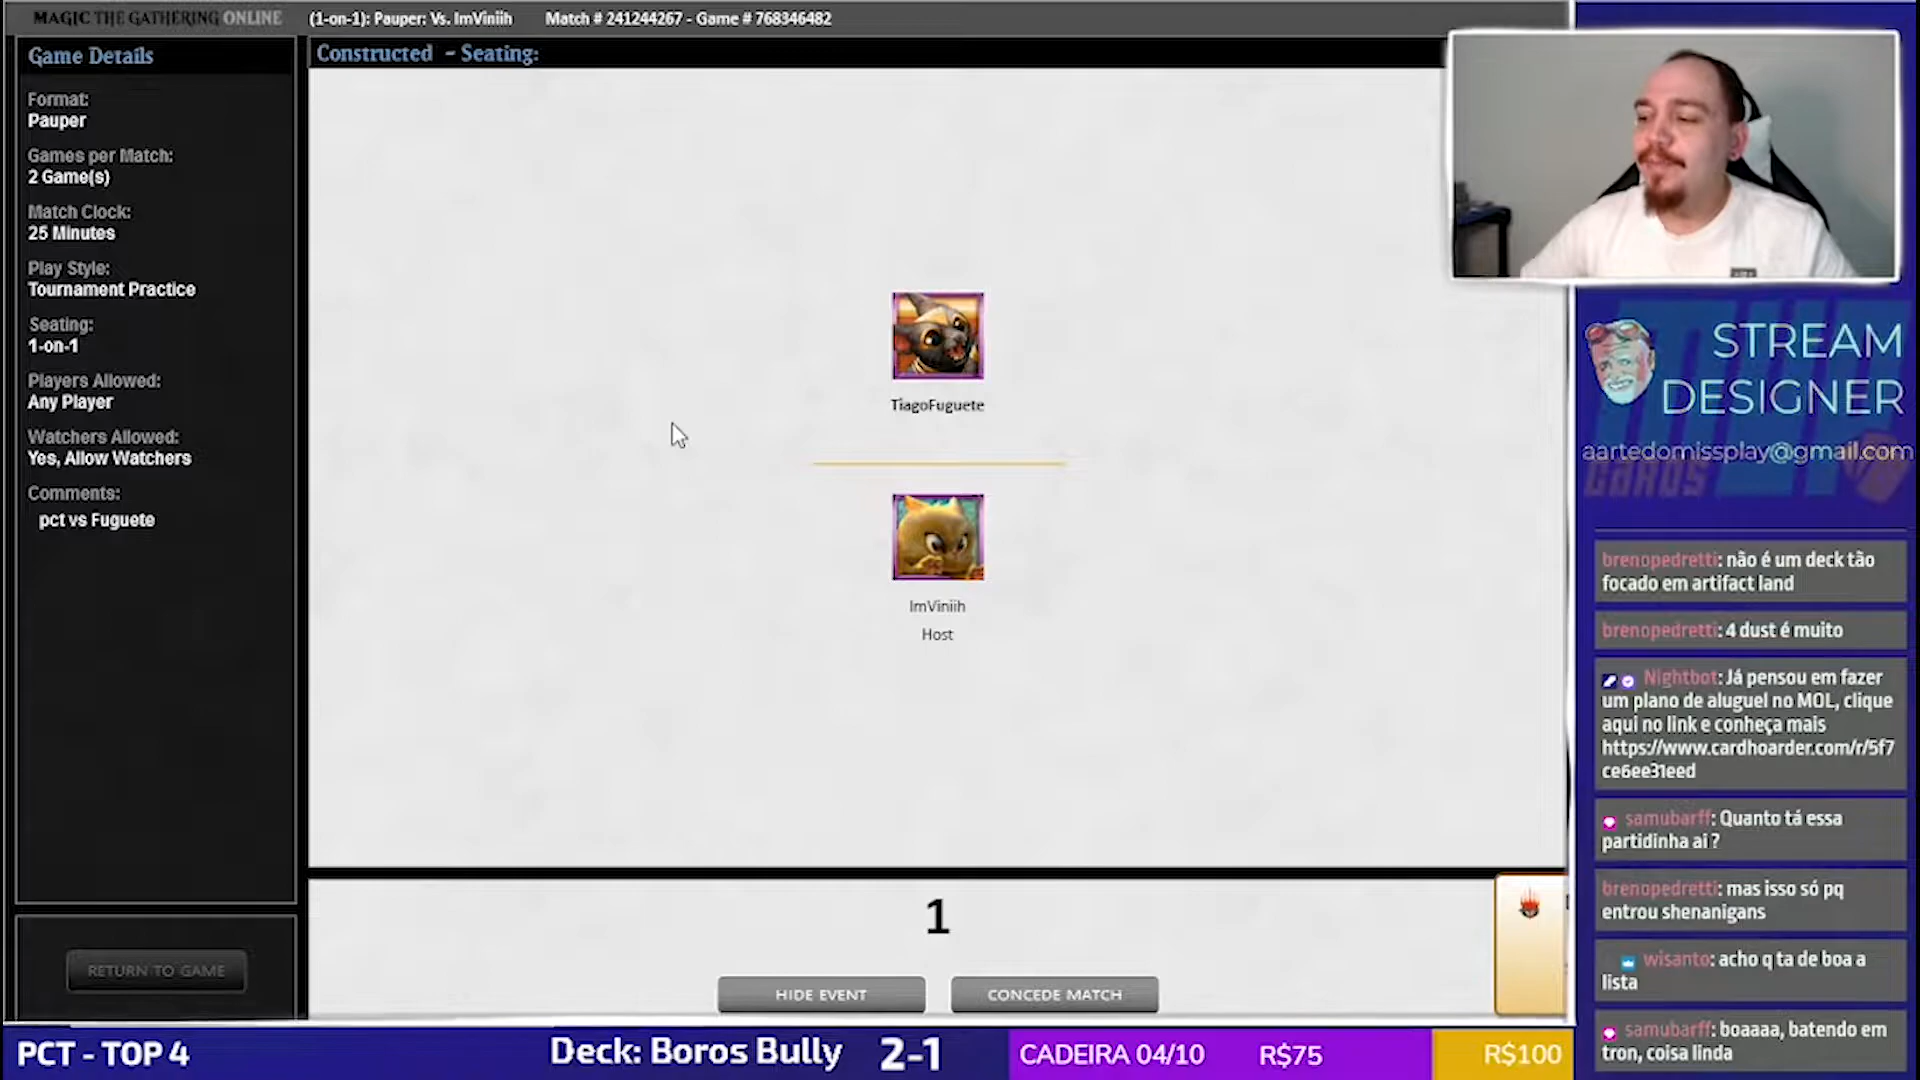 MAGIC THE GATHERING ONLINE
(1-on-1): Pauper: Vs. ImViniih Match # 241244267 - Game # 768346482
Game Details
Format:
Pauper
Games per Match:
2 Game(s)
Match Clock:
25 Minutes
Play Style:
Tournament Practice
Seating:
1-on-1
Players Allowed:
Any Player
Watchers Allowed:
Yes, Allow Watchers
Comments:
pct vs Fuguete
RETURN TO GAME
Constructed - Seating:
TiagoFuguete
ImViniih
Host
1
HIDE EVENT
CONCEDE MATCH
STREAM
DESIGNER
aartedomissplay@gmail.com
CARDS
brenopedretti: não é um deck tão
focado em artifact land
brenopedretti: 4 dust é muito
Nightbot: Já pensou em fazer
um plano de aluguel no MOL, clique
aqui no link e conheça mais
https://www.cardhoarder.com/r/5f7
ce6ee31eed
samubarff: Quanto tá essa
partidinha ai ?
brenopedretti: mas isso só pq
entrou shenanigans
wisanto: acho q ta de boa a
lista
samubarff: boaaaa, batendo em
tron, coisa linda
PCT - TOP 4
Deck: Boros Bully 2-1
CADEIRA 04/10 R$75
R$100